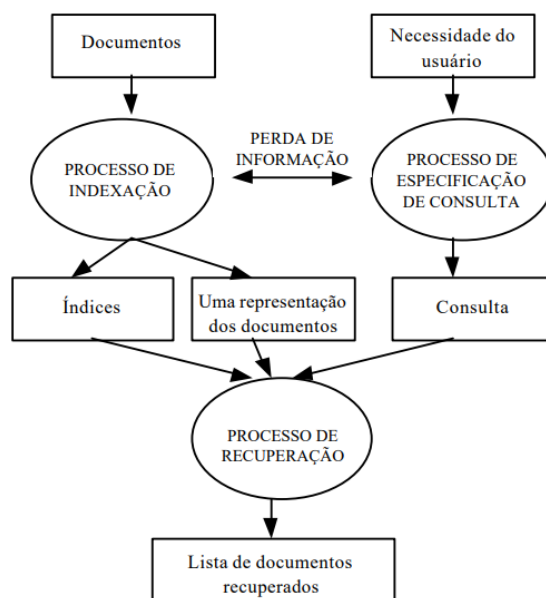 Documentos
Necessidade do
usuário
PERDA DE
INFORMAÇÃO
PROCESSO DE
INDEXAÇÃO
PROCESSO DE
ESPECIFICAÇÃO
DE CONSULTA
Índices
Uma representação
dos documentos
Consulta
PROCESSO DE
RECUPERAÇÃO
Lista de documentos
recuperados